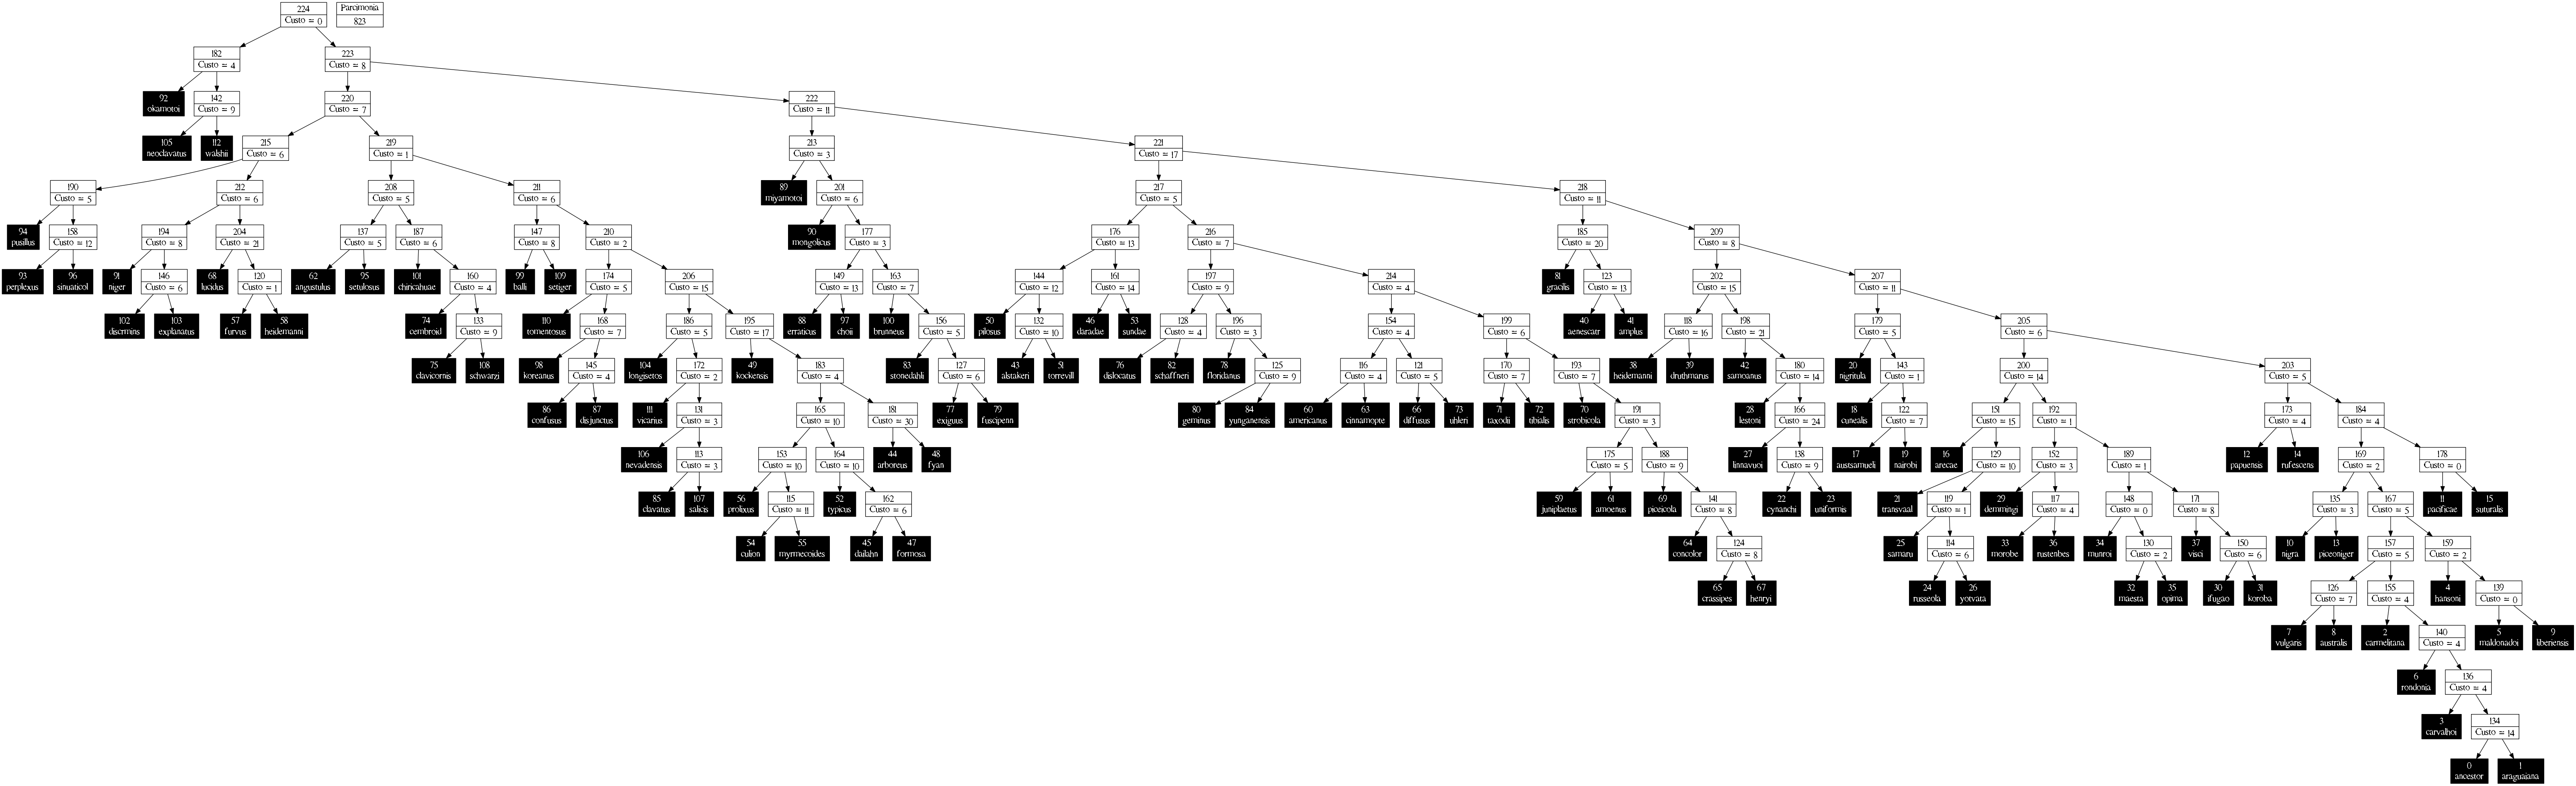 224
Custo = 0
Parcimonia
823
182
Custo = 4
223
Custo = 8
92
okamotoi
142
Custo = 9
220
Custo = 7
222
Custo = 11
105
neoclavatus
112
walshii
215
Custo = 6
219
Custo = 1
213
Custo = 3
221
Custo = 17
190
Custo = 5
212
Custo = 6
208
Custo = 5
211
Custo = 6
89
miyamotoi
201
Custo = 6
217
Custo = 5
218
Custo = 11
94
pusillus
158
Custo = 12
194
Custo = 8
204
Custo = 21
137
Custo = 5
187
Custo = 6
147
Custo = 8
210
Custo = 2
90
mongolicus
177
Custo = 3
176
Custo = 13
216
Custo = 7
185
Custo = 20
209
Custo = 8
93
perplexus
96
sinuaticol
91
niger
146
Custo = 6
68
lucidus
120
Custo = 1
62
angustulus
95
setulosus
101
chiricahuae
160
Custo = 4
99
balli
109
setiger
174
Custo = 5
206
Custo = 15
149
Custo = 13
163
Custo = 7
144
Custo = 12
161
Custo = 14
197
Custo = 9
214
Custo = 4
81
gracilis
123
Custo = 13
202
Custo = 15
207
Custo = 11
102
discrmins
103
explanatus
57
furvus
58
heidemanni
74
cembroid
133
Custo = 9
110
tomentosus
168
Custo = 7
186
Custo = 5
195
Custo = 17
88
erraticus
97
choii
100
brunneus
156
Custo = 5
50
pilosus
132
Custo = 10
46
daradae
53
sundae
128
Custo = 4
196
Custo = 3
154
Custo = 4
199
Custo = 6
40
aenescatr
41
amplus
118
Custo = 16
198
Custo = 21
179
Custo = 5
205
Custo = 6
75
clavicornis
108
schwarzi
98
koreanus
145
Custo = 4
104
longisetos
172
Custo = 2
49
kockensis
183
Custo = 4
83
stonedahli
127
Custo = 6
43
alstakeri
51
torrevill
76
dislocatus
82
schaffneri
78
floridanus
125
Custo = 9
116
Custo = 4
121
Custo = 5
170
Custo = 7
193
Custo = 7
38
heidemanni
39
druthmarus
42
samoanus
180
Custo = 14
20
nigritula
143
Custo = 1
200
Custo = 14
203
Custo = 5
86
confusus
87
disjunctus
111
vicarius
131
Custo = 3
165
Custo = 10
181
Custo = 30
77
exiguus
79
fuscipenn
80
geminus
84
yunganensis
60
americanus
63
cinnamopte
66
diffusus
73
uhleri
71
taxodii
72
tibialis
70
strobicola
191
Custo = 3
28
lestoni
166
Custo = 24
18
cunealis
122
Custo = 7
151
Custo = 15
192
Custo = 1
173
Custo = 4
184
Custo = 4
106
nevadensis
113
Custo = 3
153
Custo = 10
164
Custo = 10
44
arboreus
48
fyan
175
Custo = 5
188
Custo = 9
27
linnavuoi
138
Custo = 9
17
austsamueli
19
nairobi
16
arecae
129
Custo = 10
152
Custo = 3
189
Custo = 1
12
papuensis
14
rufescens
169
Custo = 2
178
Custo = 0
85
clavatus
107
salicis
56
prolixus
115
Custo = 11
52
typicus
162
Custo = 6
59
juniplaetus
61
amoenus
69
piceicola
141
Custo = 8
22
cynanchi
23
uniformis
21
transvaal
119
Custo = 1
29
demmingi
117
Custo = 4
148
Custo = 0
171
Custo = 8
135
Custo = 3
167
Custo = 5
11
pacificae
15
suturalis
54
culion
55
myrmecoides
45
dailahn
47
formosa
64
concolor
124
Custo = 8
25
samaru
114
Custo = 6
33
morobe
36
rustenbes
34
munroi
130
Custo = 2
37
visci
150
Custo = 6
10
nigra
13
piceoniger
157
Custo = 5
159
Custo = 2
65
crassipes
67
henryi
24
russeola
26
yotvata
32
maesta
35
opima
30
ifugao
31
koroba
126
Custo = 7
155
Custo = 4
4
hansoni
139
Custo = 0
7
vulgaris
8
australis
2
carmelitana
140
Custo = 4
5
maldonadoi
9
liberiensis
6
rondonia
136
Custo = 4
3
carvalhoi
134
Custo = 14
0
ancestor
1
araguaiana